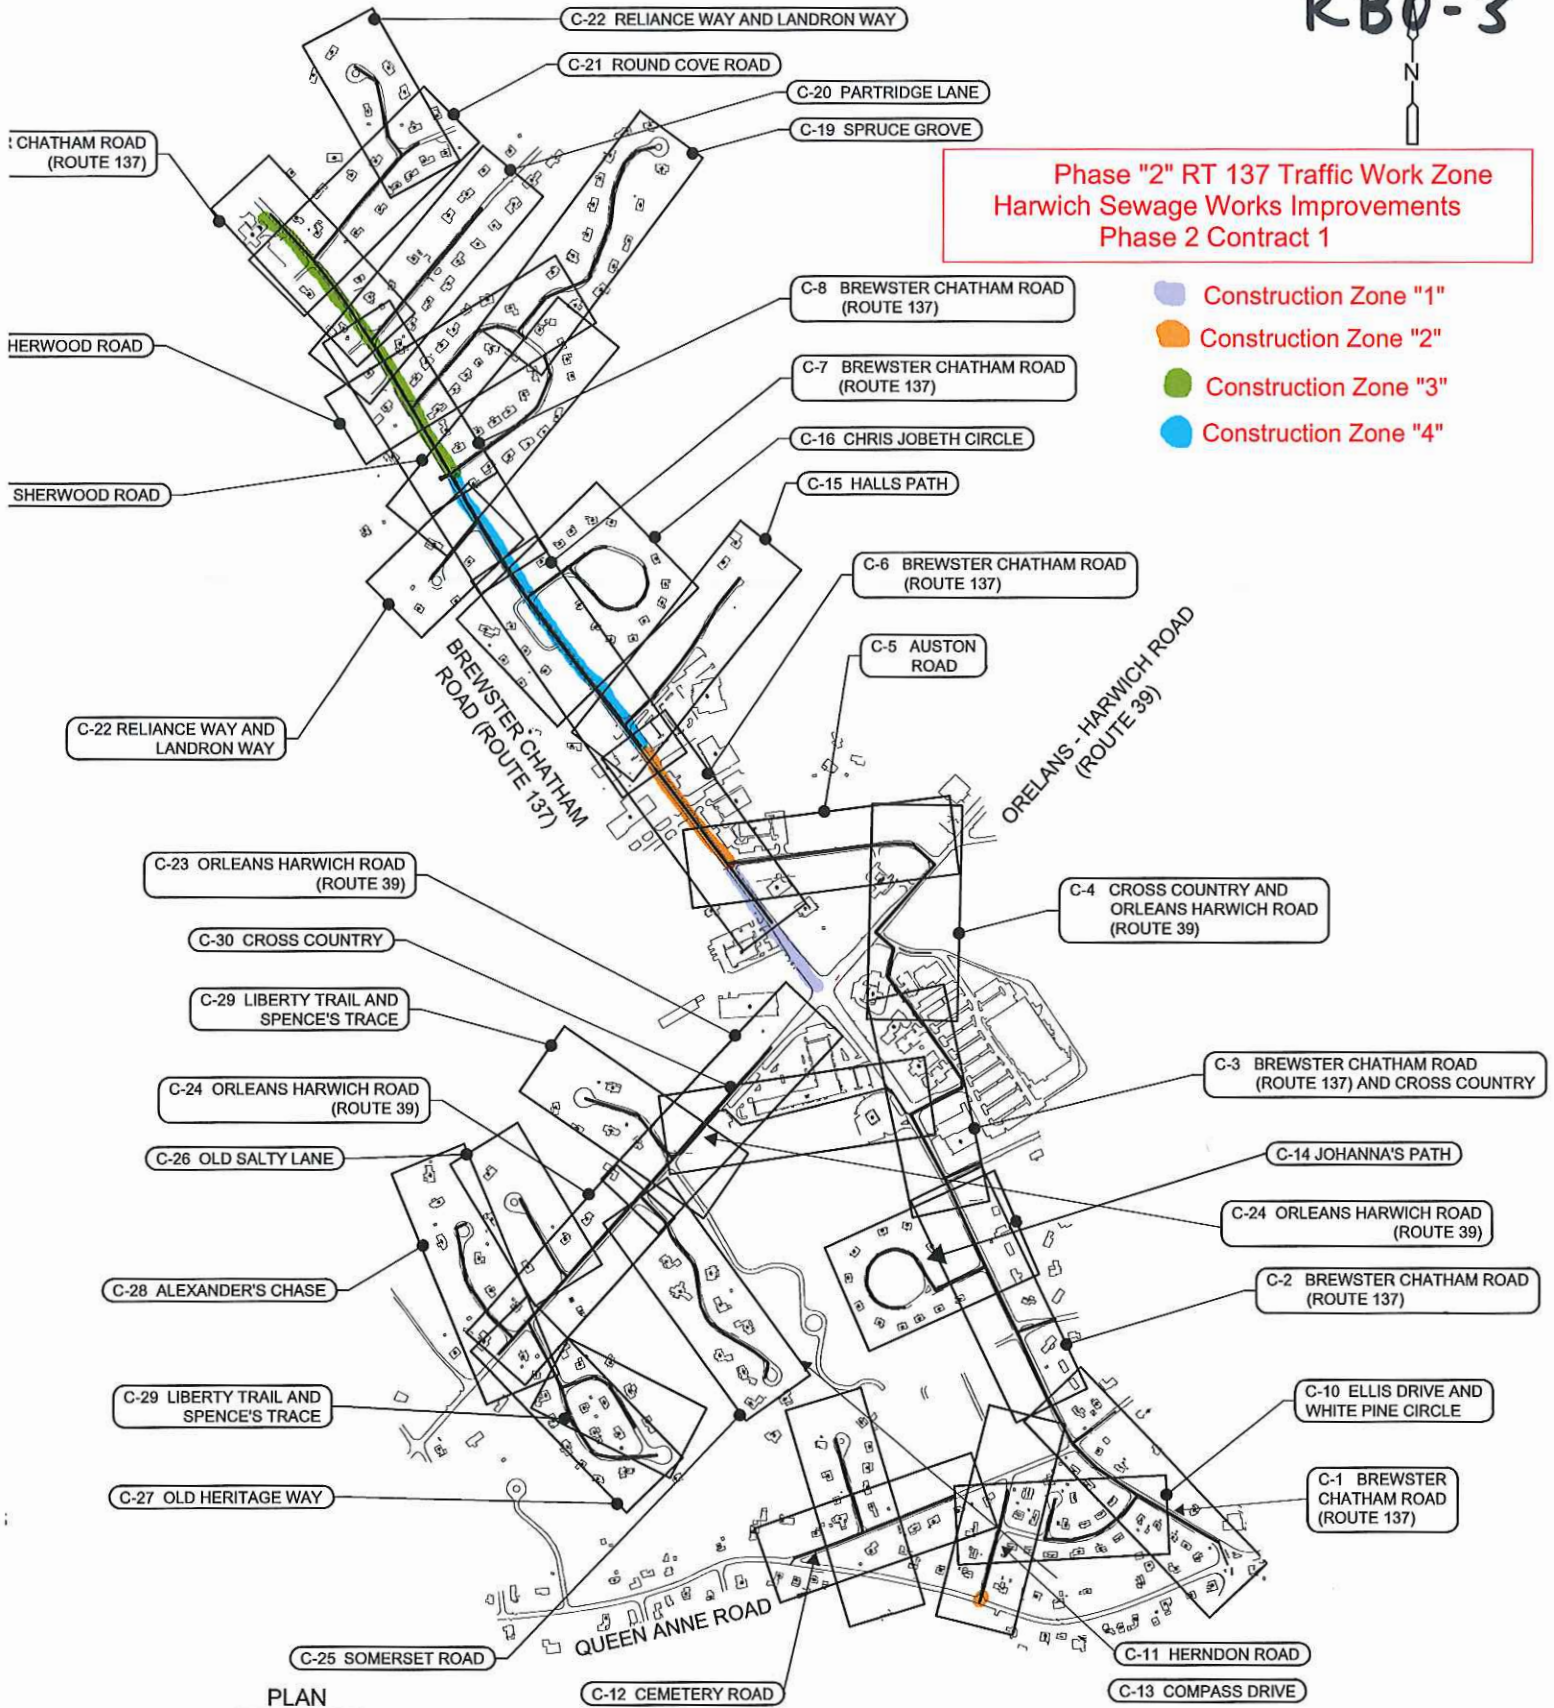 C-22 RELIANCE WAY AND LANDRON WAY
RBO-3
C-21 ROUND COVE ROAD
N
C-20 PARTRIDGE LANE
C-19 SPRUCE GROVE
CHATHAM ROAD
(ROUTE 137)
Phase "2" RT 137 Traffic Work Zone
Harwich Sewage Works Improvements
Phase 2 Contract 1
C-8 BREWSTER CHATHAM ROAD
(ROUTE 137)
Construction Zone "1"
Construction Zone "2"
Construction Zone "3"
Construction Zone "4"
HERWOOD ROAD
C-7 BREWSTER CHATHAM ROAD
(ROUTE 137)
C-16 CHRIS JOBETH CIRCLE
C-15 HALLS PATH
SHERWOOD ROAD
C-6 BREWSTER CHATHAM ROAD
(ROUTE 137)
C-5 AUSTON
ROAD
BREWSTER CHATHAM
ROAD (ROUTE 137)
ORELANS - HARWICH ROAD
(ROUTE 39)
C-22 RELIANCE WAY AND
LANDRON WAY
C-23 ORLEANS HARWICH ROAD
(ROUTE 39)
C-4 CROSS COUNTRY AND
ORLEANS HARWICH ROAD
(ROUTE 39)
C-30 CROSS COUNTRY
C-29 LIBERTY TRAIL AND
SPENCE'S TRACE
C-3 BREWSTER CHATHAM ROAD
(ROUTE 137) AND CROSS COUNTRY
C-24 ORLEANS HARWICH ROAD
(ROUTE 39)
C-26 OLD SALTY LANE
C-14 JOHANNA'S PATH
C-24 ORLEANS HARWICH ROAD
(ROUTE 39)
C-28 ALEXANDER'S CHASE
C-2 BREWSTER CHATHAM ROAD
(ROUTE 137)
C-29 LIBERTY TRAIL AND
SPENCE'S TRACE
C-10 ELLIS DRIVE AND
WHITE PINE CIRCLE
C-27 OLD HERITAGE WAY
C-1 BREWSTER
CHATHAM ROAD
(ROUTE 137)
QUEEN ANNE ROAD
C-25 SOMERSET ROAD
C-11 HERNDON ROAD
C-12 CEMETERY ROAD
C-13 COMPASS DRIVE
PLAN